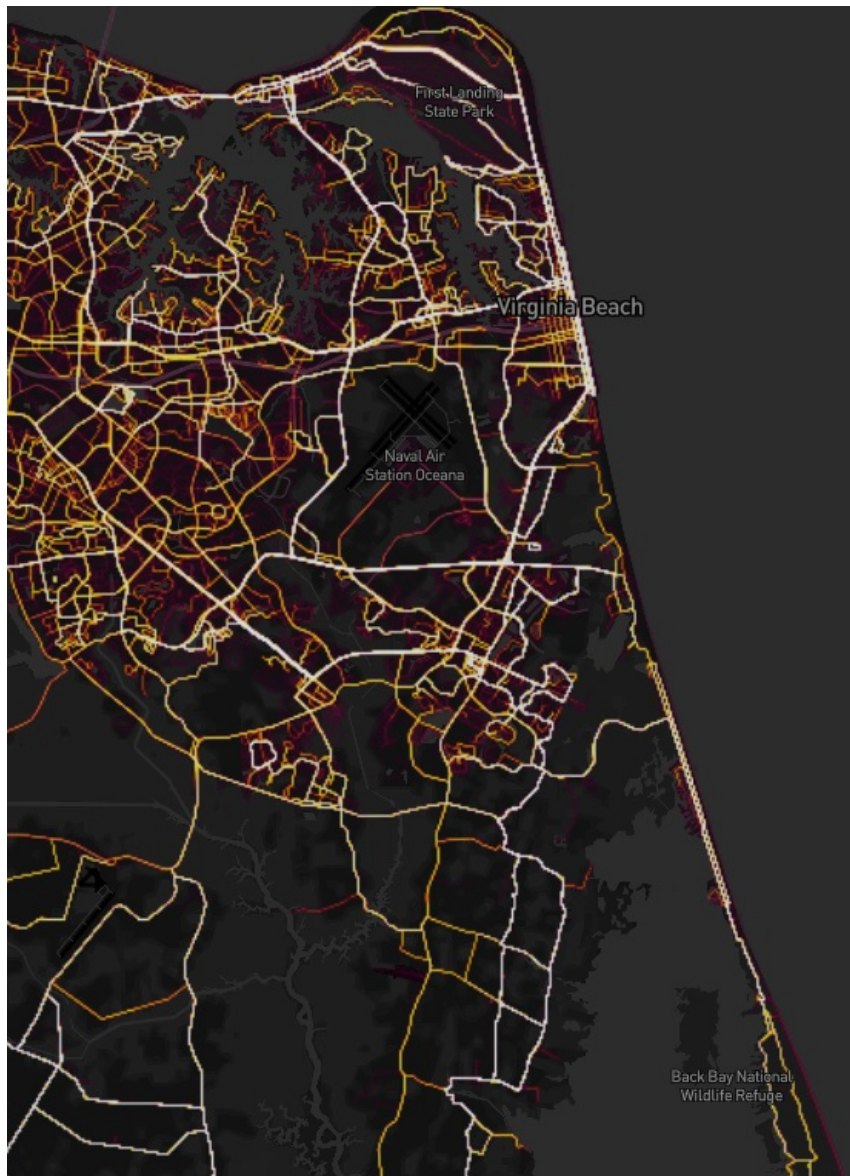 First Landing
State Park
Virginia Beach
Naval Air
Station Oceana
Back Bay National
Wildlife Refuge